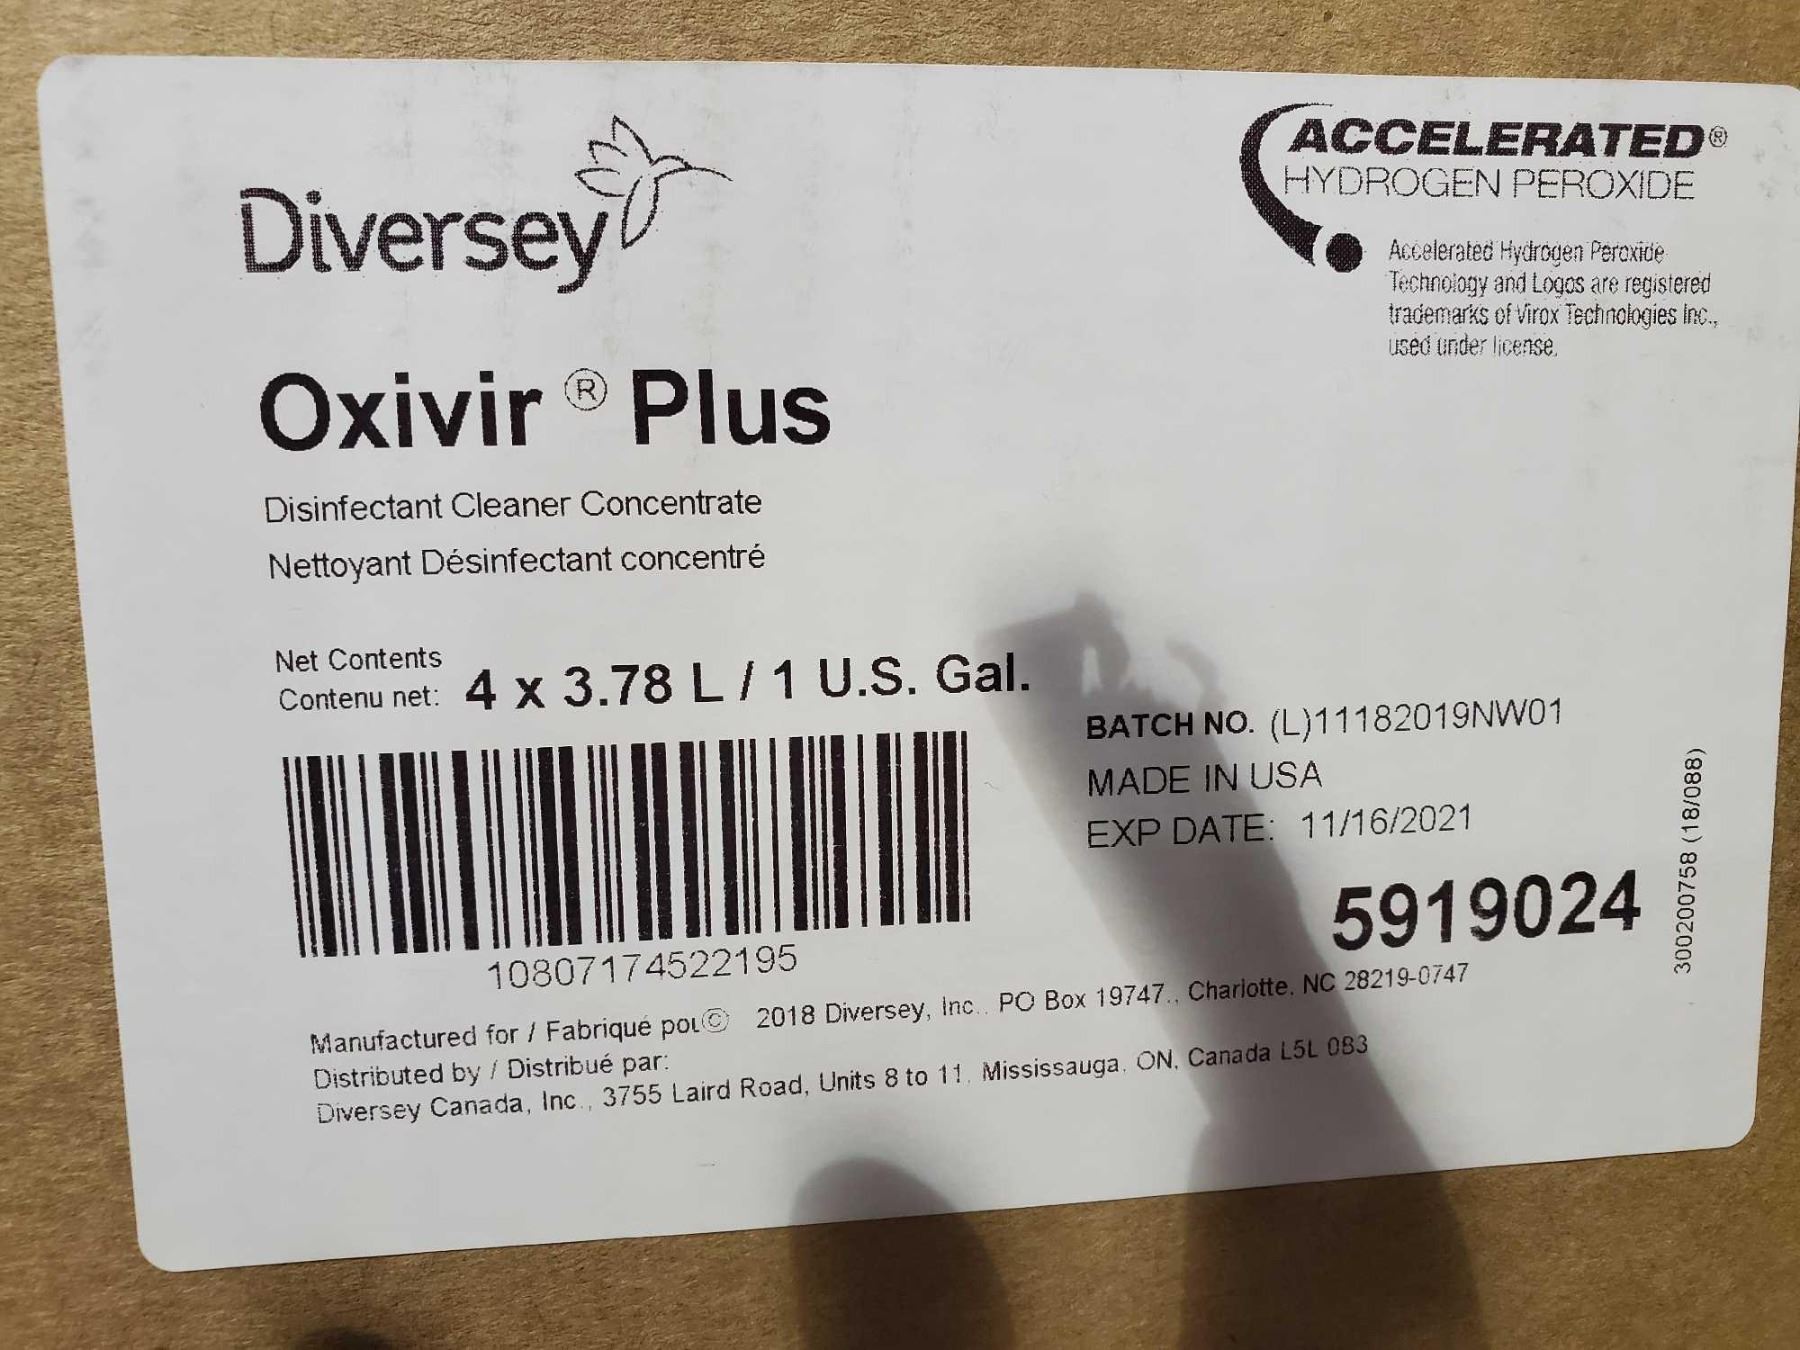 Diversey
ACCELERATED®
HYDROGEN PEROXIDE
Accelerated Hydrogen Peroxide
Technology and Logos are registered
trademarks of Virox Technologies Inc.,
used under license.
Oxivir ® Plus
Disinfectant Cleaner Concentrate
Nettoyant Désinfectant concentré
Net Contents
Contenu net: 4 x 3.78 L / 1 U.S. Gal.
BATCH NO. (L)11182019NW01
MADE IN USA
EXP DATE: 11/16/2021
5919024
300200758 (18/088)
10807174522195
Manufactured for / Fabriqué pou© 2018 Diversey, Inc.. PO Box 19747., Charlotte. NC 28219-0747
Distributed by / Distribué par:
Diversey Canada, Inc., 3755 Laird Road, Units 8 to 11, Mississauga, ON, Canada L5L 0B3